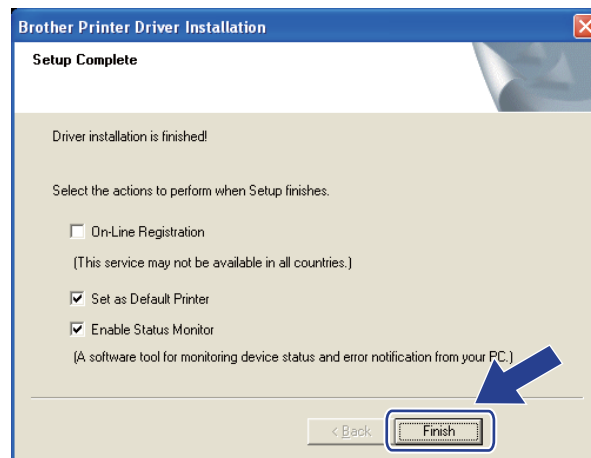 Brother Printer Driver Installation
Setup Complete
Driver installation is finished!
Select the actions to perform when Setup finishes.
On-Line Registration
(This service may not be available in all countries.)
Set as Default Printer
Enable Status Monitor
(A software tool for monitoring device status and error notification from your PC.)
< Back Finish